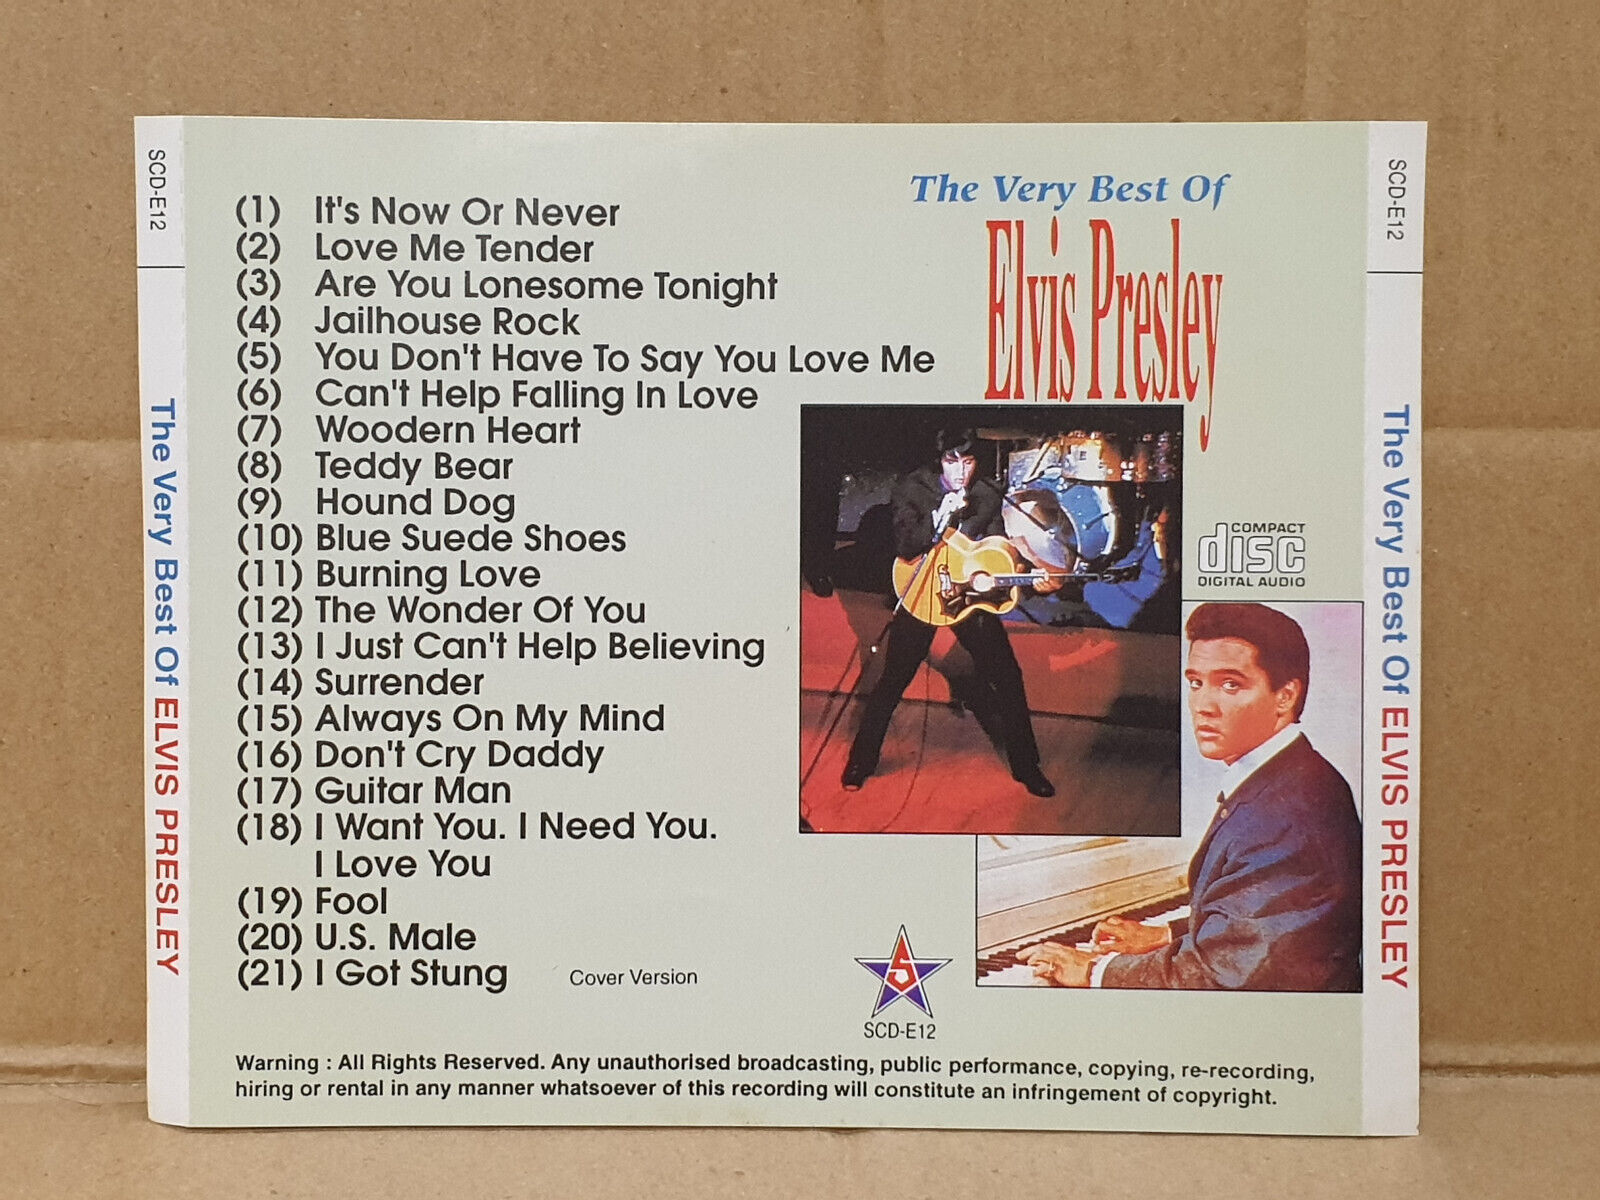 SCD-E12
The Very Best Of ELVIS PRESLEY
(1) It's Now Or Never
(2) Love Me Tender
(3) Are You Lonesome Tonight
(4) Jailhouse Rock
(5) You Don't Have To Say You Love Me
(6) Can't Help Falling In Love
(7) Woodern Heart
(8) Teddy Bear
(9) Hound Dog
(10) Blue Suede Shoes
(11) Burning Love
(12) The Wonder Of You
(13) I Just Can't Help Believing
(14) Surrender
(15) Always On My Mind
(16) Don't Cry Daddy
(17) Guitar Man
(18) I Want You. I Need You.
I Love You
(19) Fool
(20) U.S. Male
(21) I Got Stung
Cover Version
The Very Best Of
Elvis Presley
COMPACT
disc
DIGITAL AUDIO
S
SCD-E12
Warning : All Rights Reserved. Any unauthorised broadcasting, public performance, copying, re-recording,
hiring or rental in any manner whatsoever of this recording will constitute an infringement of copyright.
SCD-E12
The Very Best Of ELVIS PRESLEY